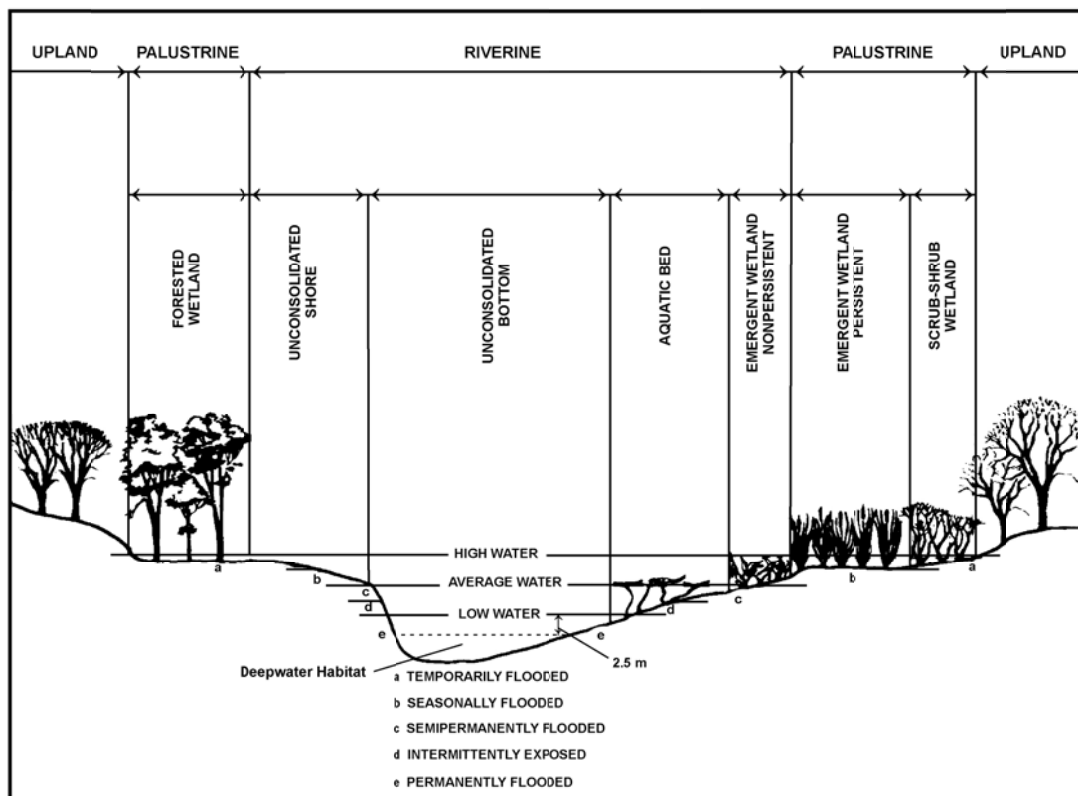 UPLAND
PALUSTRINE
RIVERINE
PALUSTRINE
UPLAND
FORESTED
WETLAND
UNCONSOLIDATED
SHORE
UNCONSOLIDATED
BOTTOM
AQUATIC BED
EMERGENT WETLAND
NONPERSISTENT
EMERGENT WETLAND
PERSISTENT
SCRUB-SHRUB
WETLAND
HIGH WATER
AVERAGE WATER
LOW WATER
a
b
c
d
e
e
d
c
b
a
2.5 m
Deepwater Habitat
a TEMPORARILY FLOODED
b SEASONALLY FLOODED
c SEMIPERMANENTLY FLOODED
d INTERMITTENTLY EXPOSED
e PERMANENTLY FLOODED